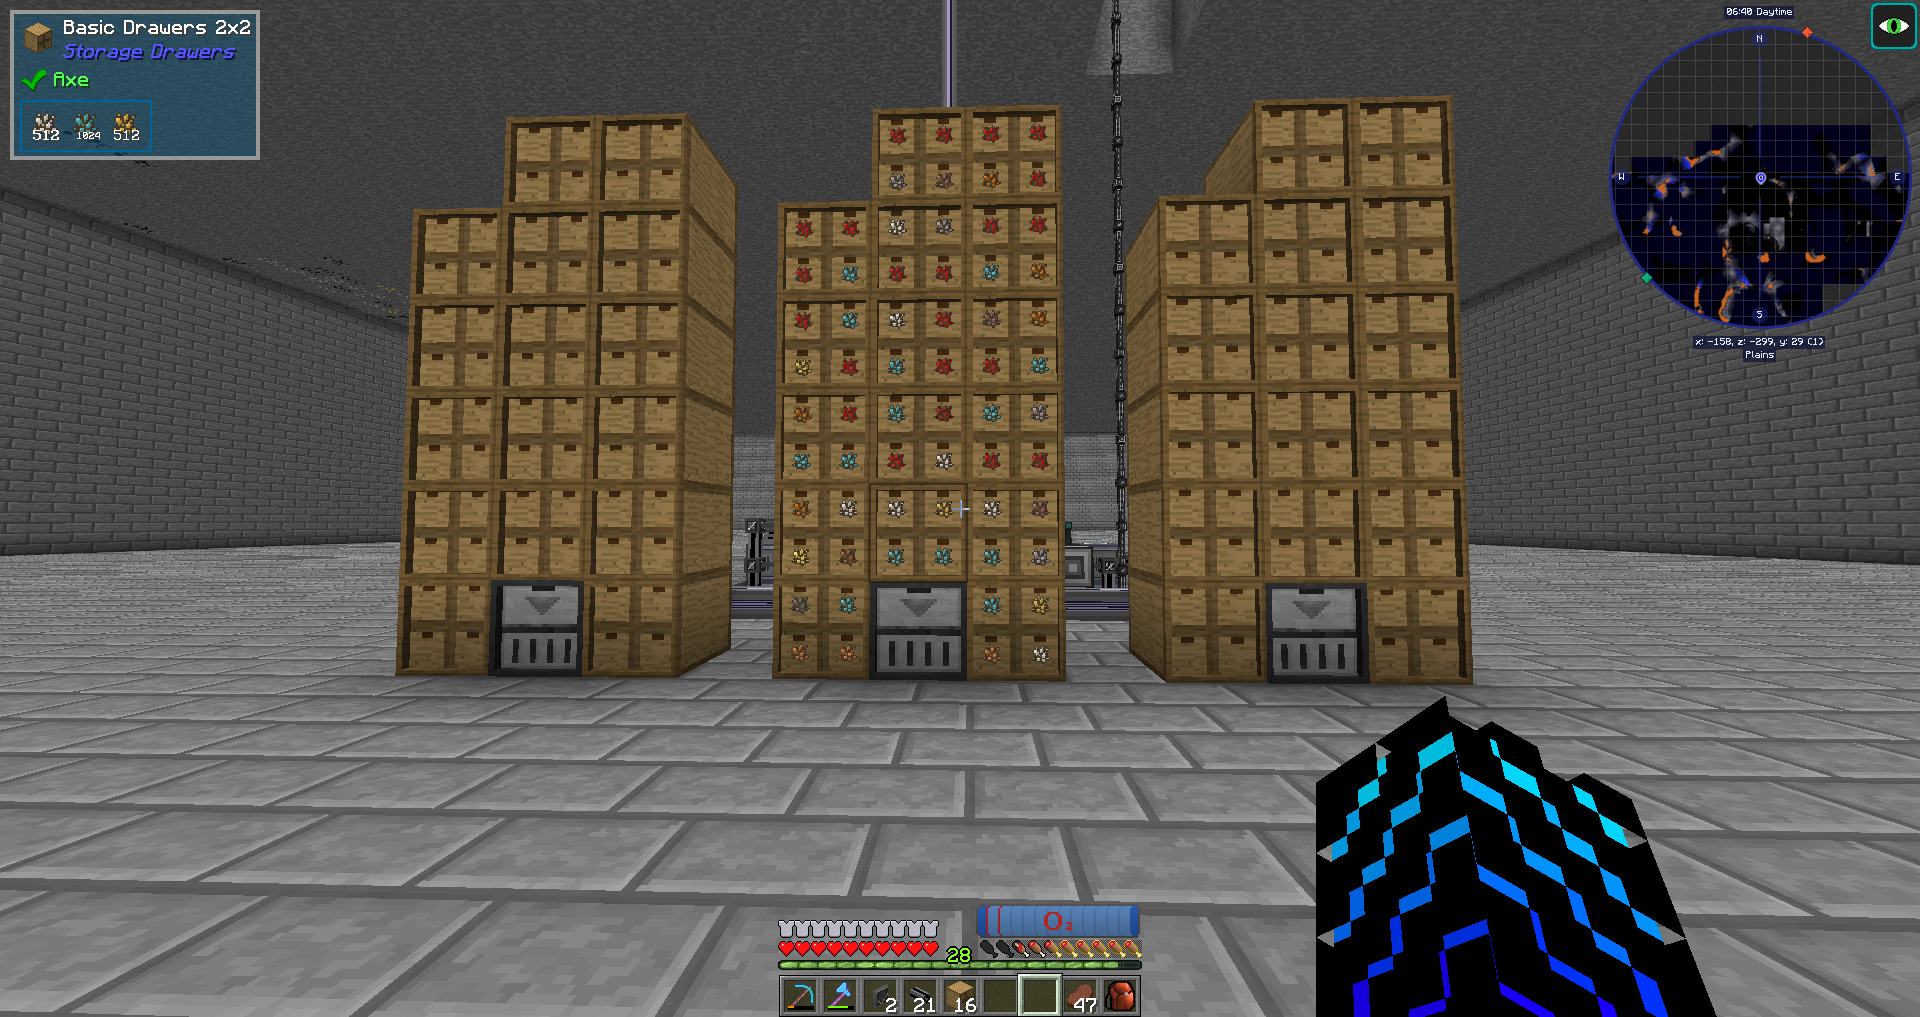 Basic Drawers 2x2
Storage Drawers
Axe
512 1024 512
06:40 Daytime
N
W
E
S
x: -158, z: -299, y: 29 (1)
Plains
O₂
28
2 21 16 47